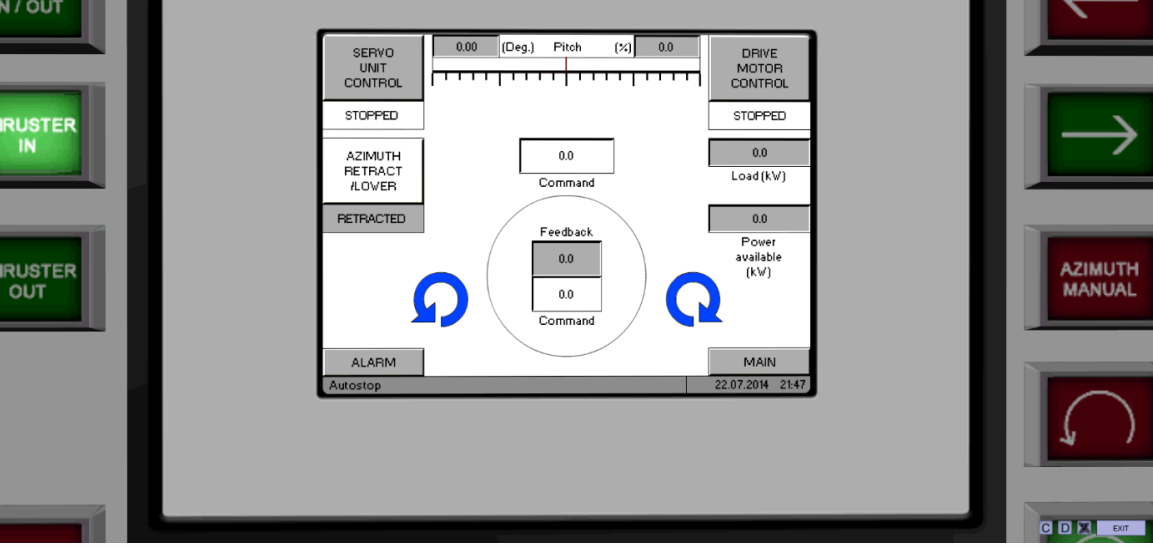 N / OUT
SERVO
UNIT
CONTROL
STOPPED
0.00 (Deg.) Pitch (%) 0.0
DRIVE
MOTOR
CONTROL
STOPPED
HRUSTER
IN
AZIMUTH
RETRACT
/LOWER
RETRACTED
0.0
Command
0.0
Load (kW)
0.0
Power
available
(kW)
Feedback
0.0
0.0
Command
HRUSTER
OUT
AZIMUTH
MANUAL
ALARM
MAIN
Autostop
22.07.2014 21:47
C D X EXIT